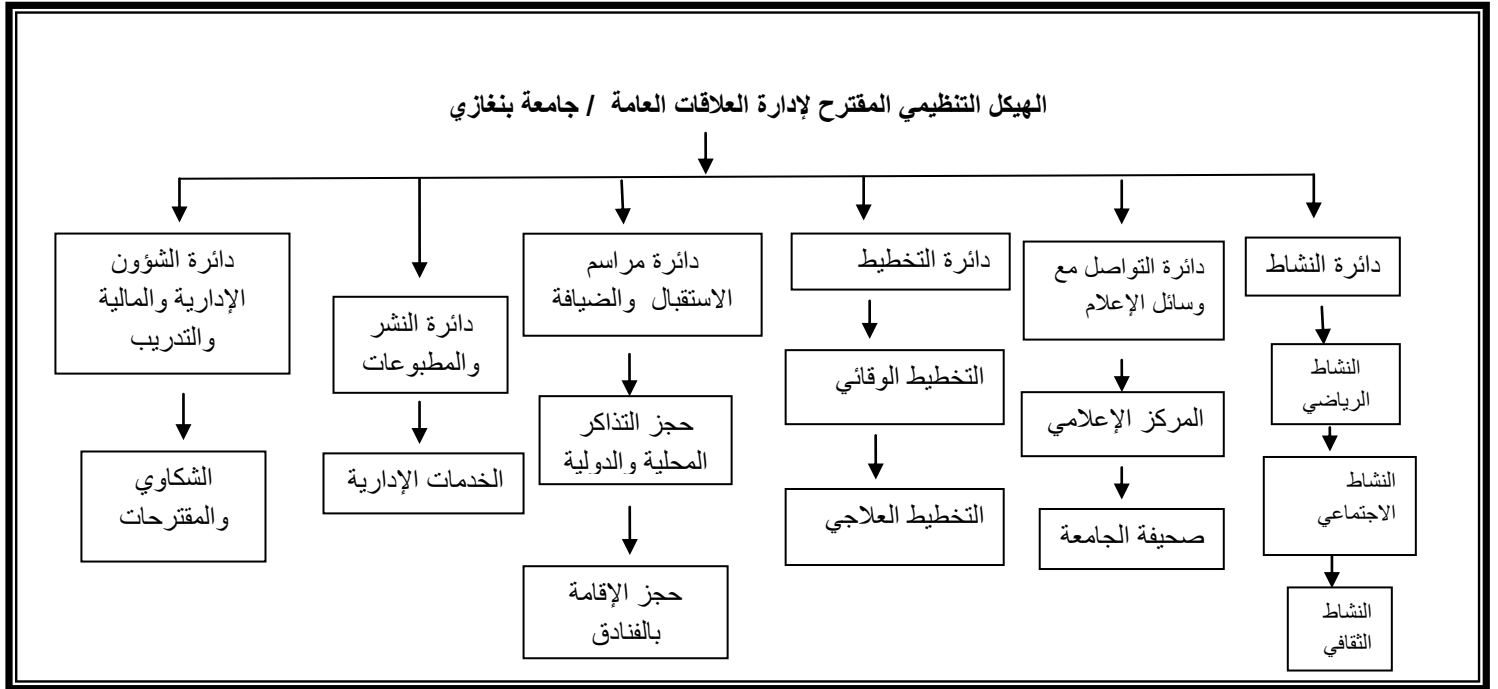 الهيكل التنظيمي المقترح لإدارة العلاقات العامة / جامعة بنغازي
دائرة النشاط
النشاط
الرياضي
النشاط
الاجتماعي
النشاط
الثقافي
دائرة التواصل مع
وسائل الإعلام
المركز الإعلامي
صحيفة الجامعة
دائرة التخطيط
التخطيط الوقائي
التخطيط العلاجي
دائرة مراسم
الاستقبال والضيافة
حجز التذاكر
المحلية والدولية
حجز الإقامة
بالفنادق
دائرة النشر
والمطبوعات
الخدمات الإدارية
دائرة الشؤون
الإدارية والمالية
والتدريب
الشكاوي
والمقترحات